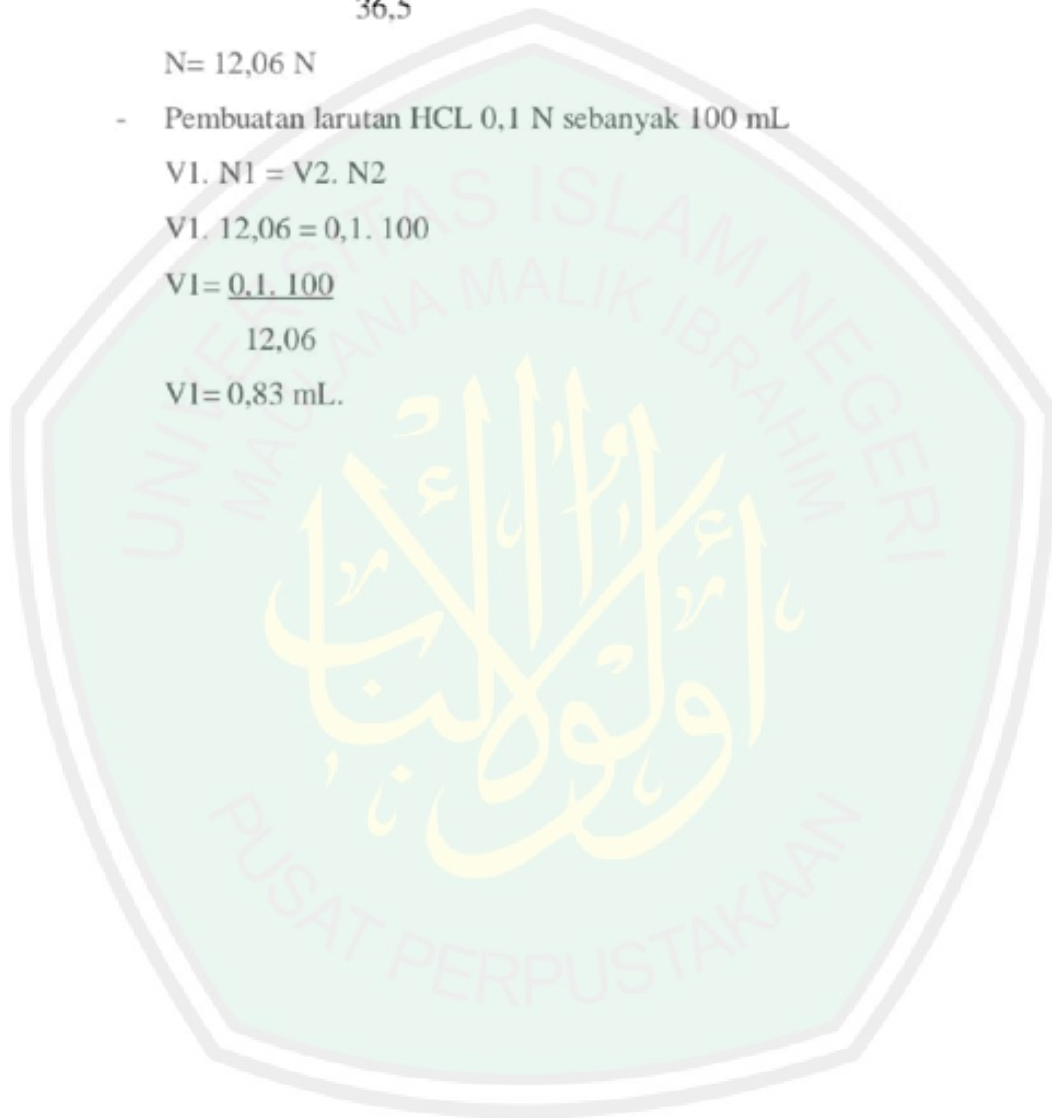 36,5
N= 12,06 N
- Pembuatan larutan HCL 0,1 N sebanyak 100 mL
V1. N1 = V2. N2
V1. 12,06 = 0,1. 100
V1= 0,1. 100
12,06
V1= 0,83 mL.
UNIVERSITAS ISLAM NEGERI
MAULANA MALIK IBRAHIM
أولوا الألباب
PUSAT PERPUSTAKAAN